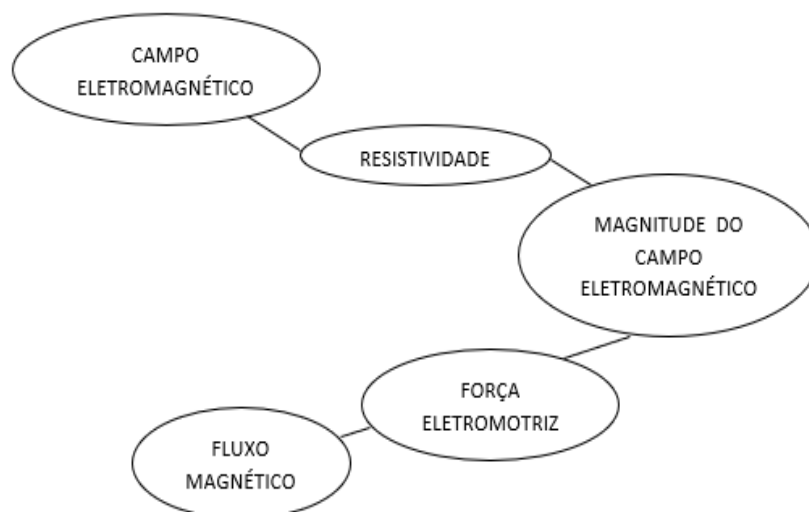 CAMPO
ELETROMAGNÉTICO
RESISTIVIDADE
MAGNITUDE DO
CAMPO
ELETROMAGNÉTICO
FORÇA
ELETROMOTRIZ
FLUXO
MAGNÉTICO